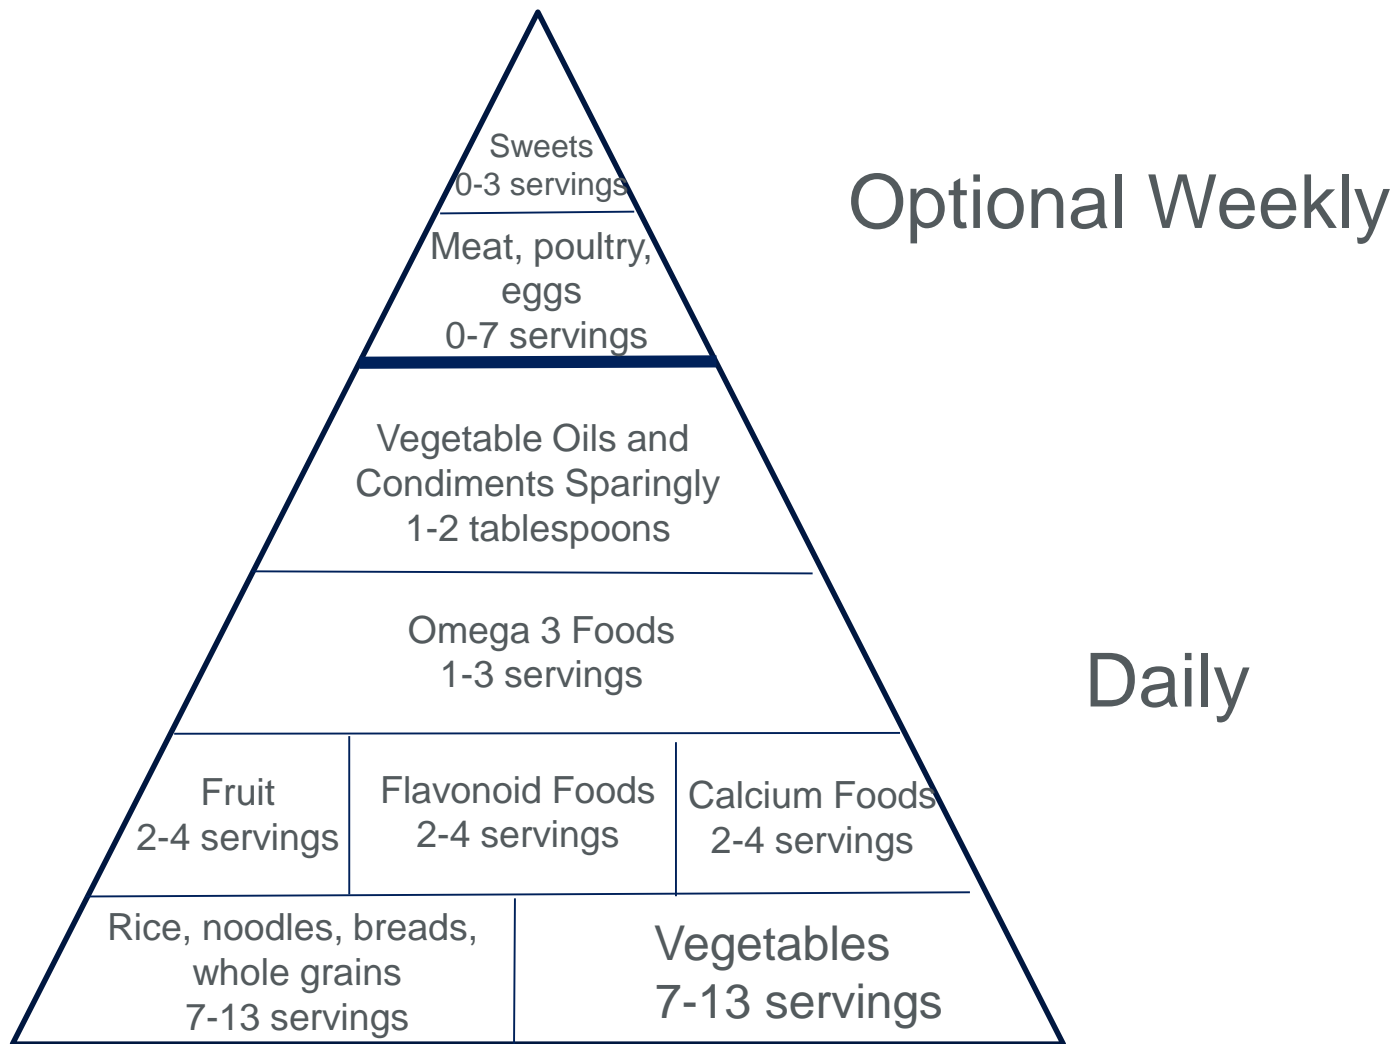 Sweets
0-3 servings
Optional Weekly
Meat, poultry,
eggs
0-7 servings
Vegetable Oils and
Condiments Sparingly
1-2 tablespoons
Omega 3 Foods
1-3 servings
Daily
Fruit
2-4 servings
Flavonoid Foods
2-4 servings
Calcium Foods
2-4 servings
Rice, noodles, breads,
whole grains
7-13 servings
Vegetables
7-13 servings